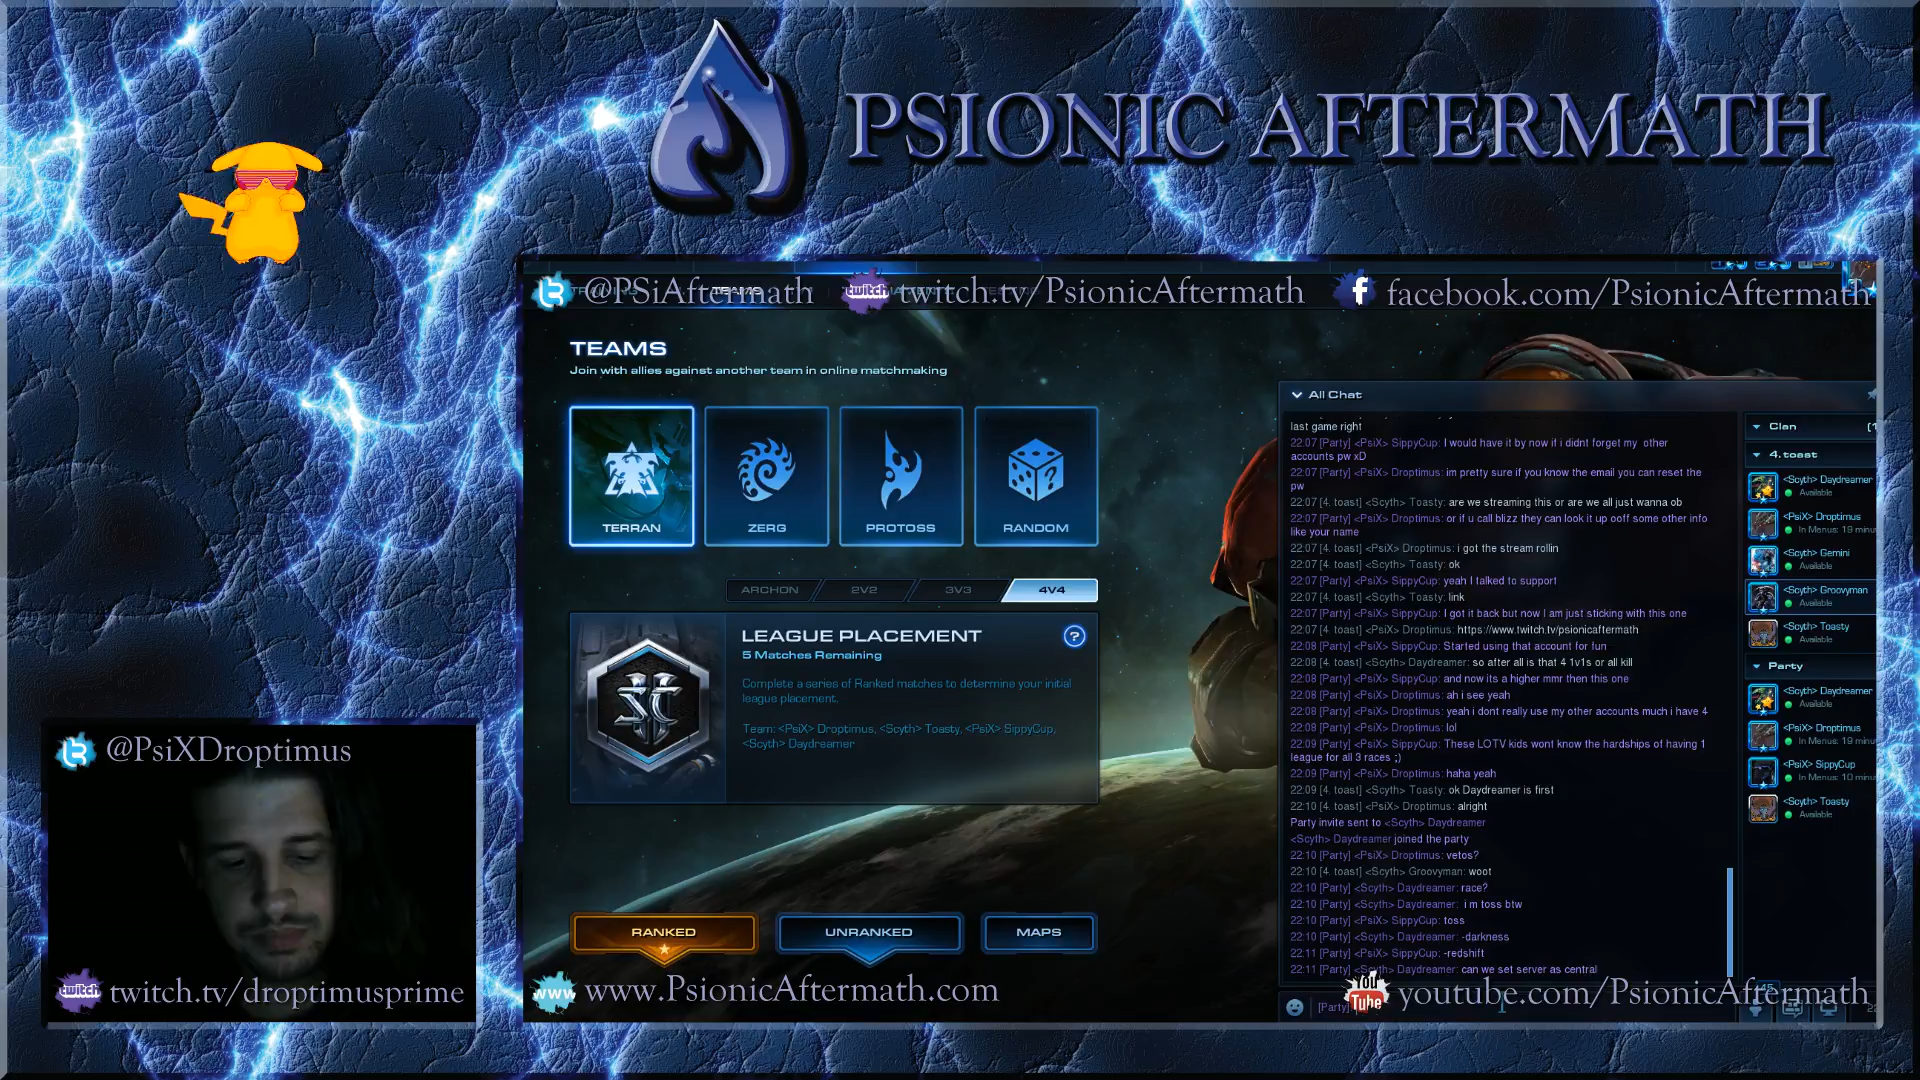 PSIONIC AFTERMATH
@PSiAftermath
twitch
twitch.tv/PsionicAftermath
facebook.com/PsionicAftermath
TEAMS
Join with allies against another team in online matchmaking
TERRAN
ZERG
PROTOSS
RANDOM
ARCHON
2V2
3V3
4V4
LEAGUE PLACEMENT
?
5 Matches Remaining
Complete a series of Ranked matches to determine your initial
league placement.
Team: <PsiX> Droptimus, <Scyth> Toasty, <PsiX> SippyCup,
<Scyth> Daydreamer
RANKED
UNRANKED
MAPS
All Chat
last game right
22:07 [Party] <PsiX> SippyCup: I would have it by now if i didnt forget my other
accounts pw xD
22:07 [Party] <PsiX> Droptimus: im pretty sure if you know the email you can reset the
pw
22:07 [4. toast] <Scyth> Toasty: are we streaming this or are we all just wanna ob
22:07 [Party] <PsiX> Droptimus: or if u call blizz they can look it up ooff some other info
like your name
22:07 [4. toast] <PsiX> Droptimus: i got the stream rollin
22:07 [4. toast] <Scyth> Toasty: ok
22:07 [Party] <PsiX> SippyCup: yeah I talked to support
22:07 [4. toast] <Scyth> Toasty: link
22:07 [Party] <PsiX> SippyCup: I got it back but now I am just sticking with this one
22:07 [4. toast] <PsiX> Droptimus: https://www.twitch.tv/psionicaftermath
22:08 [Party] <PsiX> SippyCup: Started using that account for fun
22:08 [4. toast] <Scyth> Daydreamer: so after all is that 4 1v1s or all kill
22:08 [Party] <PsiX> SippyCup: and now its a higher mmr then this one
22:08 [Party] <PsiX> Droptimus: ah i see yeah
22:08 [Party] <PsiX> Droptimus: yeah i dont really use my other accounts much i have 4
22:08 [Party] <PsiX> Droptimus: lol
22:09 [Party] <PsiX> SippyCup: These LOTV kids wont know the hardships of having 1
league for all 3 races ;)
22:09 [Party] <PsiX> Droptimus: haha yeah
22:09 [4. toast] <Scyth> Toasty: ok Daydreamer is first
22:10 [4. toast] <PsiX> Droptimus: alright
Party invite sent to <Scyth> Daydreamer
<Scyth> Daydreamer joined the party
22:10 [Party] <PsiX> Droptimus: vetos?
22:10 [4. toast] <Scyth> Groovyman: woot
22:10 [Party] <Scyth> Daydreamer: race?
22:10 [Party] <Scyth> Daydreamer: i m toss btw
22:10 [Party] <PsiX> SippyCup: toss
22:10 [Party] <Scyth> Daydreamer: -darkness
22:11 [Party] <PsiX> SippyCup: -redshift
22:11 [Party] <Scyth> Daydreamer: can we set server as central
[Party]
Clan
4. toast
<Scyth> Daydreamer
Available
<PsiX> Droptimus
In Menus: 19 minu
<Scyth> Gemini
Available
<Scyth> Groovyman
Available
<Scyth> Toasty
Available
Party
<Scyth> Daydreamer
Available
<PsiX> Droptimus
In Menus: 19 minu
<PsiX> SippyCup
In Menus: 10 minu
<Scyth> Toasty
Available
@PsiXDroptimus
twitch
twitch.tv/droptimusprime
www
www.PsionicAftermath.com
You
Tube
youtube.com/PsionicAftermath